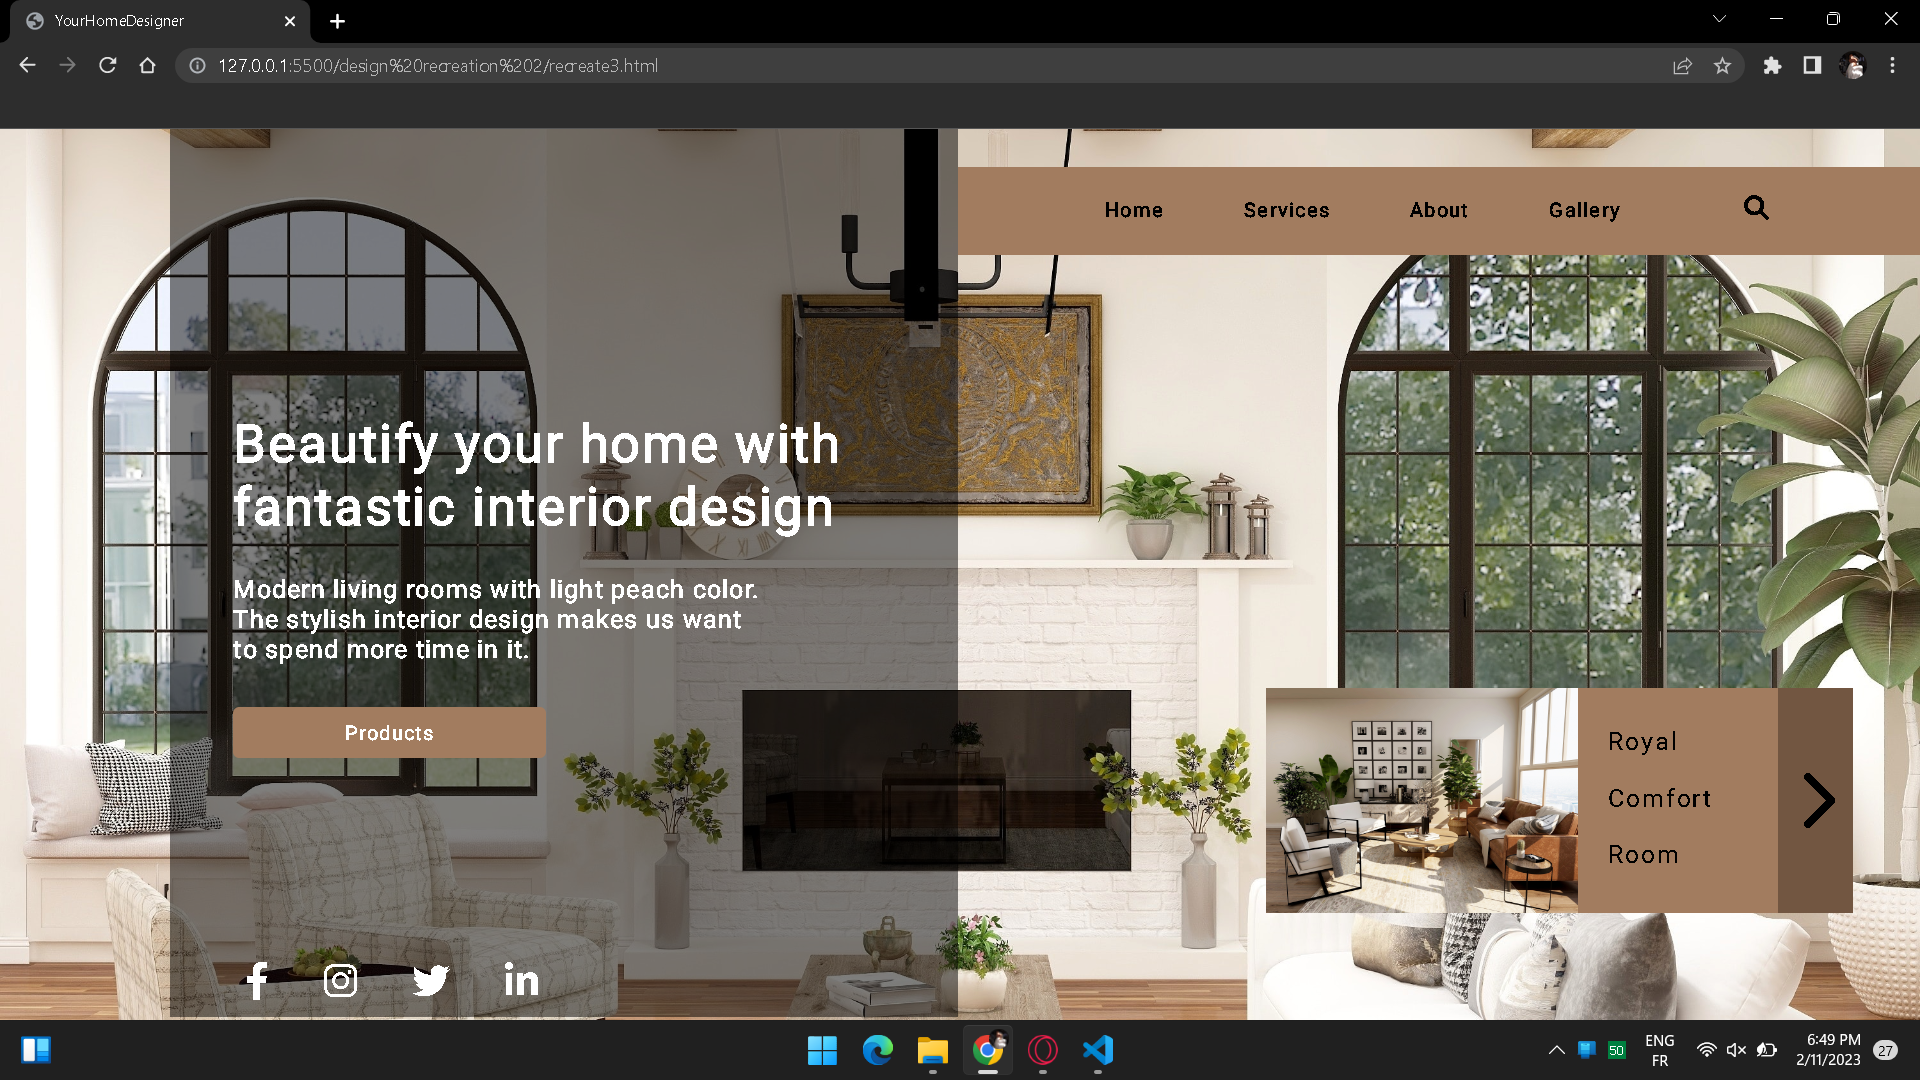 YourHomeDesigner
127.0.0.1:5500/design%20recreation%202/recreate3.html
Home Services About Gallery
Beautify your home with
fantastic interior design
Modern living rooms with light peach color.
The stylish interior design makes us want
to spend more time in it.
Products
Royal
Comfort
Room
in
50
ENG
FR
6:49 PM
2/11/2023
27